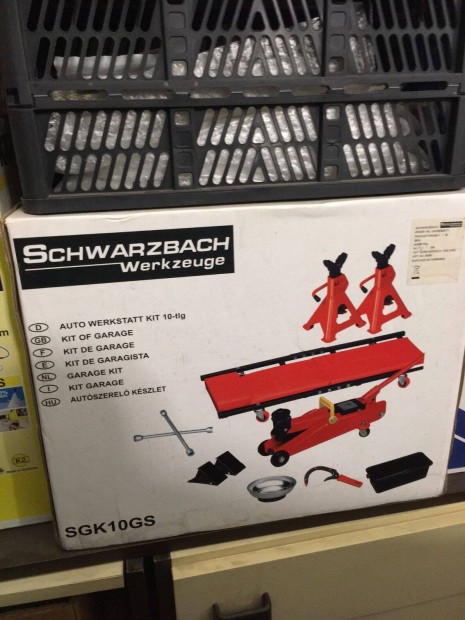 SCHWARZBACH
Werkzeuge
D AUTO WERKSTATT KIT 10-tlg
GB KIT OF GARAGE
F KIT DE GARAGE
E KIT DE GARAGISTA
NL GARAGE KIT
I KIT GARAGE
HU AUTÓSZERELŐ KÉSZLET
SGK10GS